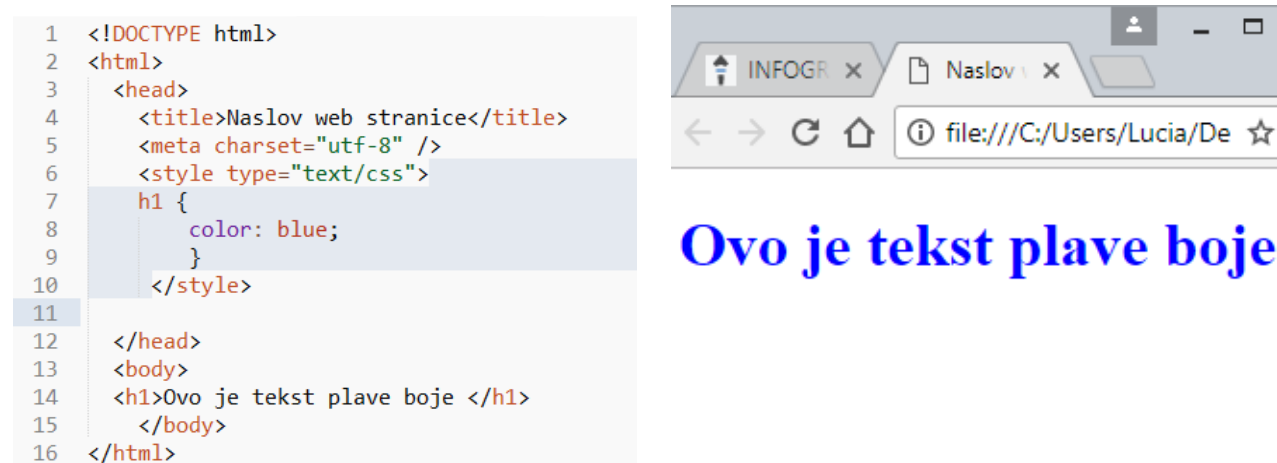 1 <!DOCTYPE html>
2 <html>
3 <head>
4 <title>Naslov web stranice</title>
5 <meta charset="utf-8" />
6 <style type="text/css">
7 h1 {
8 color: blue;
9 }
10 </style>
11
12 </head>
13 <body>
14 <h1>Ovo je tekst plave boje </h1>
15 </body>
16 </html>
INFOGR Naslov
file:///C:/Users/Lucia/De
Ovo je tekst plave boje